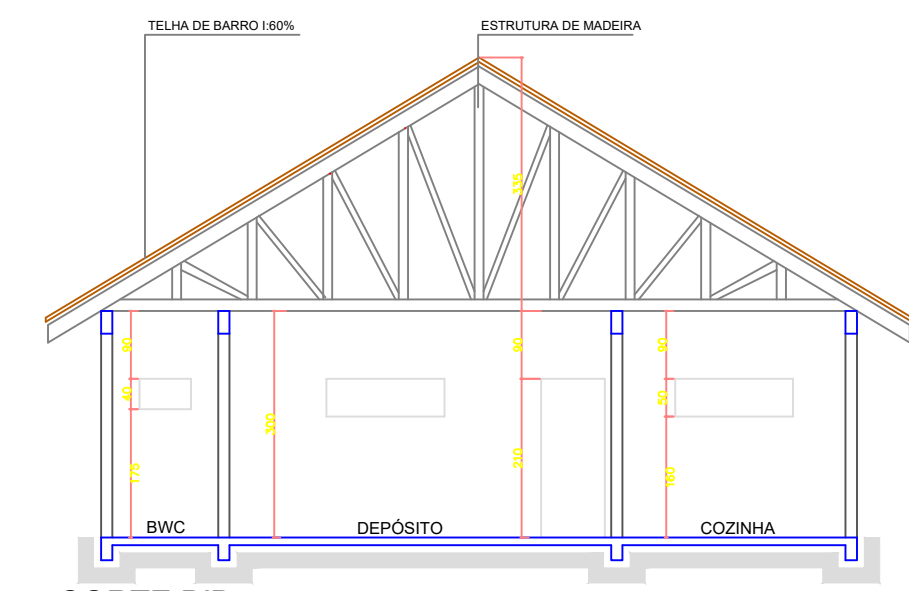 TELHA DE BARRO I:60%
ESTRUTURA DE MADEIRA
335
90
90
90
40
50
300
210
160
BWC
DEPÓSITO
COZINHA